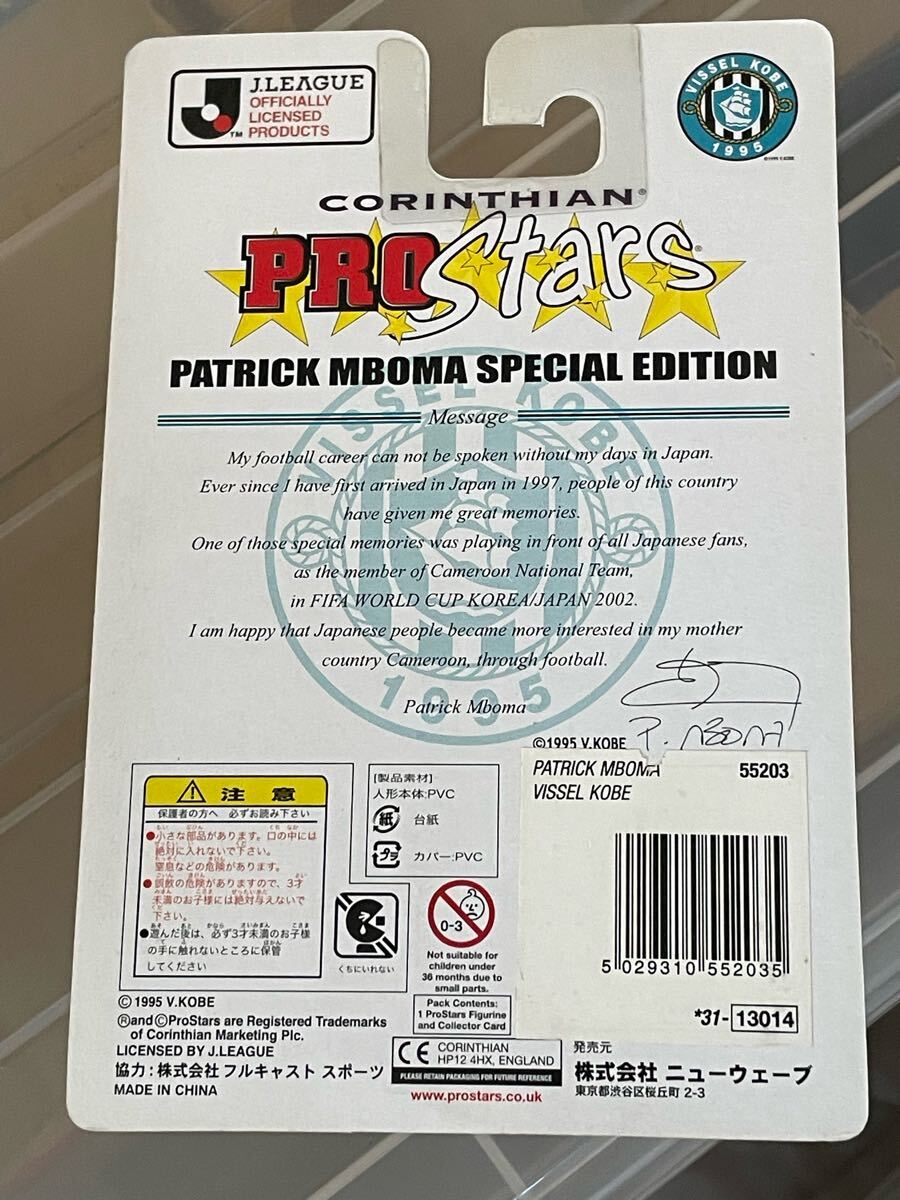 J.LEAGUE
OFFICIALLY
LICENSED
PRODUCTS
TM
VISSEL KOBE
1995
©1995 V.KOBE
CORINTHIAN®
PRO Stars®
PATRICK MBOMA SPECIAL EDITION
Message
VISSEL KOBE
1995
My football career can not be spoken without my days in Japan.
Ever since I have first arrived in Japan in 1997, people of this country
have given me great memories.
One of those special memories was playing in front of all Japanese fans,
as the member of Cameroon National Team,
in FIFA WORLD CUP KOREA/JAPAN 2002.
I am happy that Japanese people became more interested in my mother
country Cameroon, through football.
Patrick Mboma
©1995 V.KOBE
P. MBOMA
PATRICK MBOMA 55203
VISSEL KOBE
5 029310 552035
*31-13014
注意
保護者の方へ 必ずお読み下さい
●小さな部品があります。口の中には
絶対に入れないで下さい。
窒息などの危険があります。
●誤飲の危険がありますので、3才
未満のお子様には絶対与えないで
下さい。
●遊んだ後は、必ず3才未満のお子様
の手に触れないところに保管
してください
くちにいれない
[製品素材]
人形本体:PVC
紙 台紙
プラ カバー:PVC
0-3
Not suitable for
children under
36 months due to
small parts.
Pack Contents:
1 ProStars Figurine
and Collector Card
© 1995 V.KOBE
®and©ProStars are Registered Trademarks
of Corinthian Marketing Plc.
LICENSED BY J.LEAGUE
協力:株式会社 フルキャスト スポーツ
MADE IN CHINA
CE CORINTHIAN
HP12 4HX, ENGLAND
PLEASE RETAIN PACKAGING FOR FUTURE REFERENCE
www.prostars.co.uk
発売元
株式会社 ニューウェーブ
東京都渋谷区桜丘町 2-3